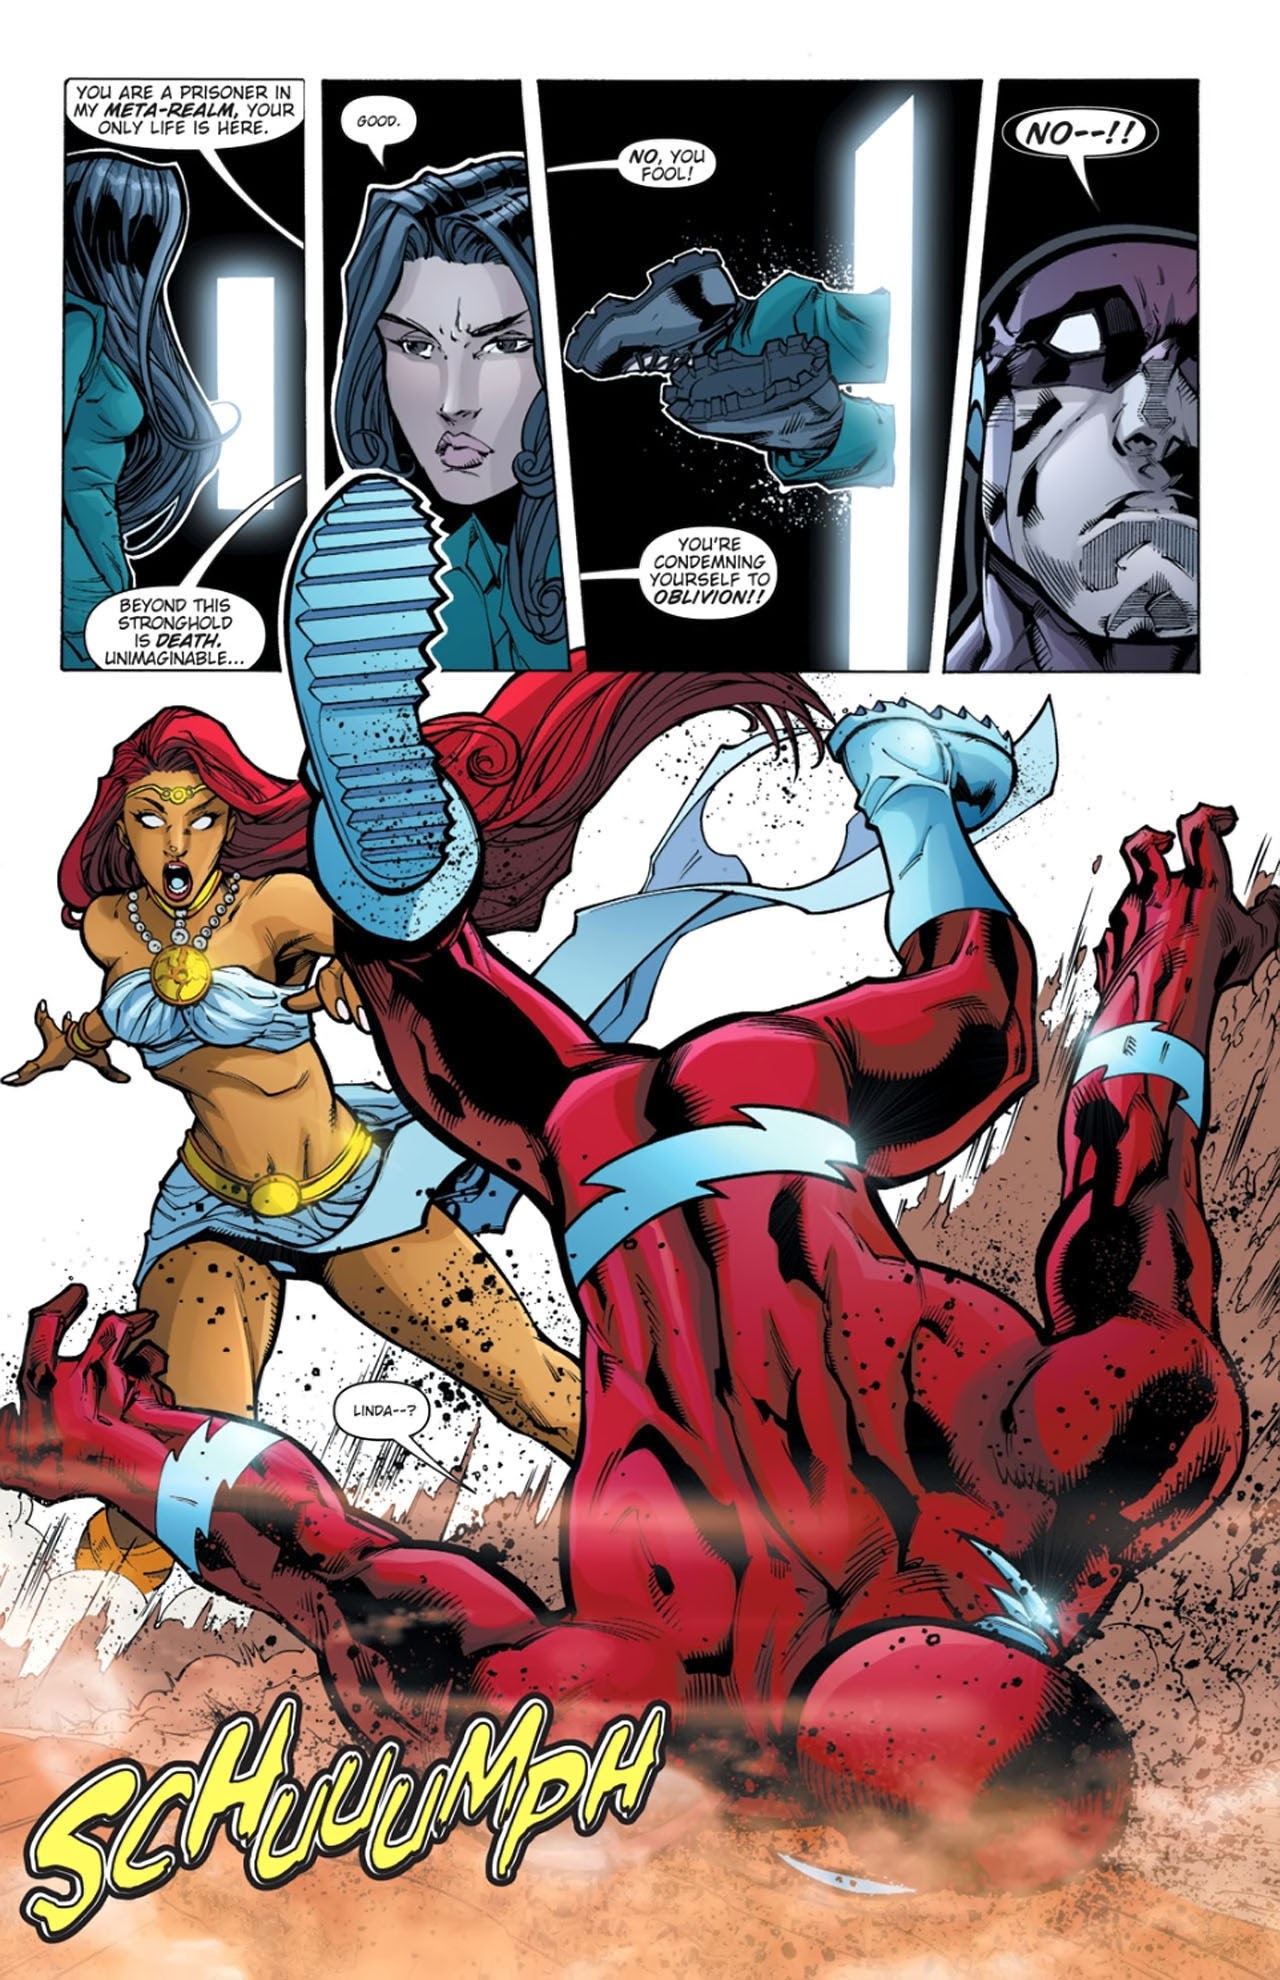 YOU ARE A PRISONER IN
MY META-REALM, YOUR
ONLY LIFE IS HERE.
BEYOND THIS
STRONGHOLD
IS DEATH.
UNIMAGINABLE...
GOOD.
NO, YOU
FOOL!
YOU'RE
CONDEMNING
YOURSELF TO
OBLIVION!!
NO--!!
LINDA--?
SCHUUUUMPH